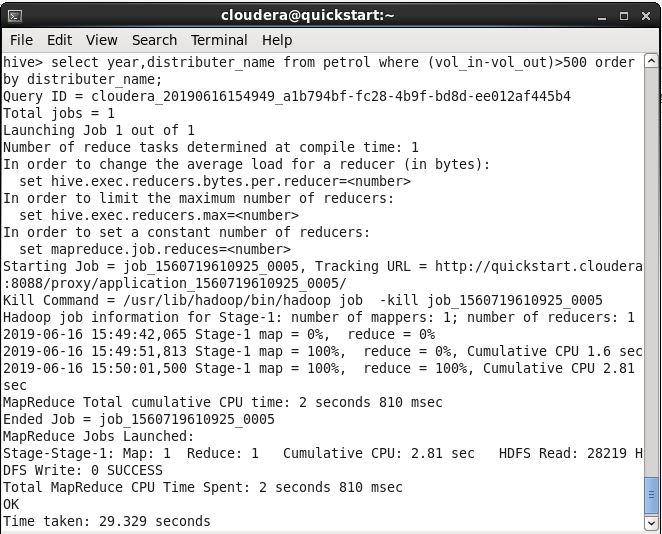 cloudera@quickstart:~
File Edit View Search Terminal Help
hive> select year,distributer_name from petrol where (vol_in-vol_out)>500 order
by distributer_name;
Query ID = cloudera_20190616154949_a1b794bf-fc28-4b9f-bd8d-ee012af445b4
Total jobs = 1
Launching Job 1 out of 1
Number of reduce tasks determined at compile time: 1
In order to change the average load for a reducer (in bytes):
  set hive.exec.reducers.bytes.per.reducer=<number>
In order to limit the maximum number of reducers:
  set hive.exec.reducers.max=<number>
In order to set a constant number of reducers:
  set mapreduce.job.reduces=<number>
Starting Job = job_1560719610925_0005, Tracking URL = http://quickstart.cloudera
:8088/proxy/application_1560719610925_0005/
Kill Command = /usr/lib/hadoop/bin/hadoop job  -kill job_1560719610925_0005
Hadoop job information for Stage-1: number of mappers: 1; number of reducers: 1
2019-06-16 15:49:42,065 Stage-1 map = 0%,  reduce = 0%
2019-06-16 15:49:51,813 Stage-1 map = 100%,  reduce = 0%, Cumulative CPU 1.6 sec
2019-06-16 15:50:01,500 Stage-1 map = 100%,  reduce = 100%, Cumulative CPU 2.81
sec
MapReduce Total cumulative CPU time: 2 seconds 810 msec
Ended Job = job_1560719610925_0005
MapReduce Jobs Launched:
Stage-Stage-1: Map: 1  Reduce: 1   Cumulative CPU: 2.81 sec   HDFS Read: 28219 H
DFS Write: 0 SUCCESS
Total MapReduce CPU Time Spent: 2 seconds 810 msec
OK
Time taken: 29.329 seconds